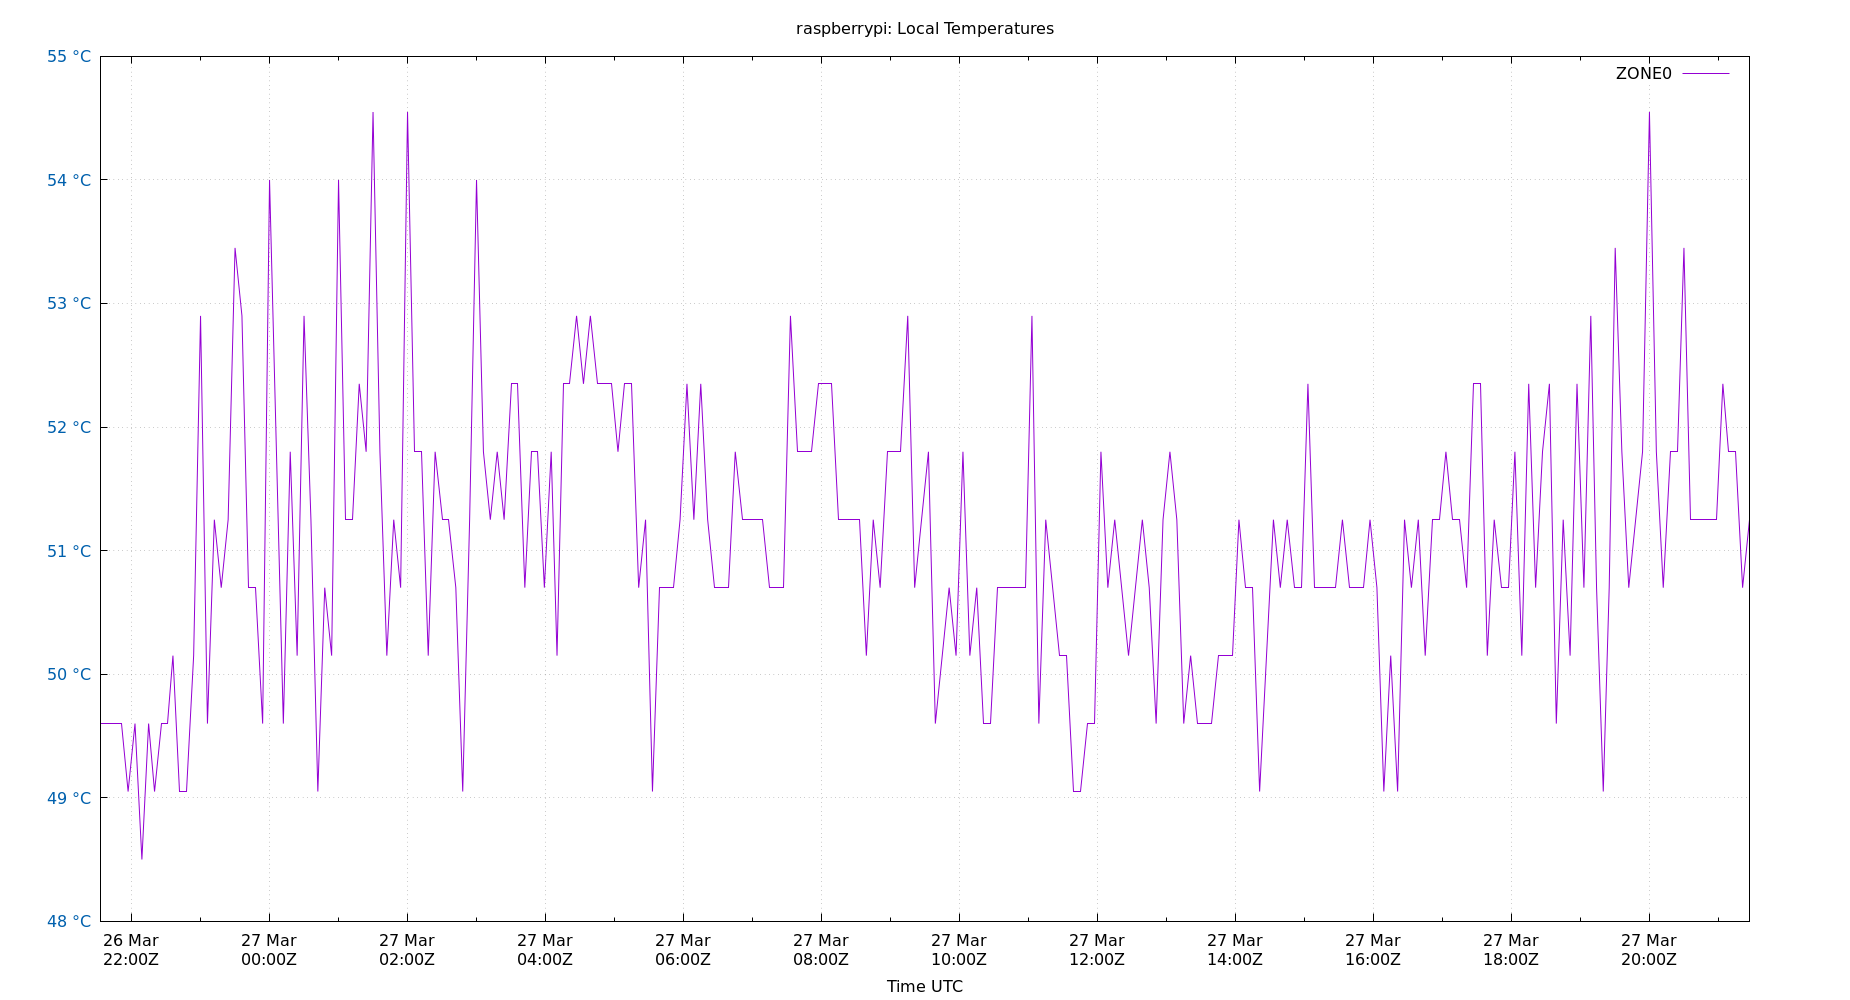 raspberrypi: Local Temperatures
55 °C
ZONE0
54 °C
53 °C
52 °C
51 °C
50 °C
49 °C
48 °C
26 Mar 27 Mar 27 Mar 27 Mar 27 Mar 27 Mar 27 Mar 27 Mar 27 Mar 27 Mar 27 Mar 27 Mar
22:00Z 00:00Z 02:00Z 04:00Z 06:00Z 08:00Z 10:00Z 12:00Z 14:00Z 16:00Z 18:00Z 20:00Z
Time UTC